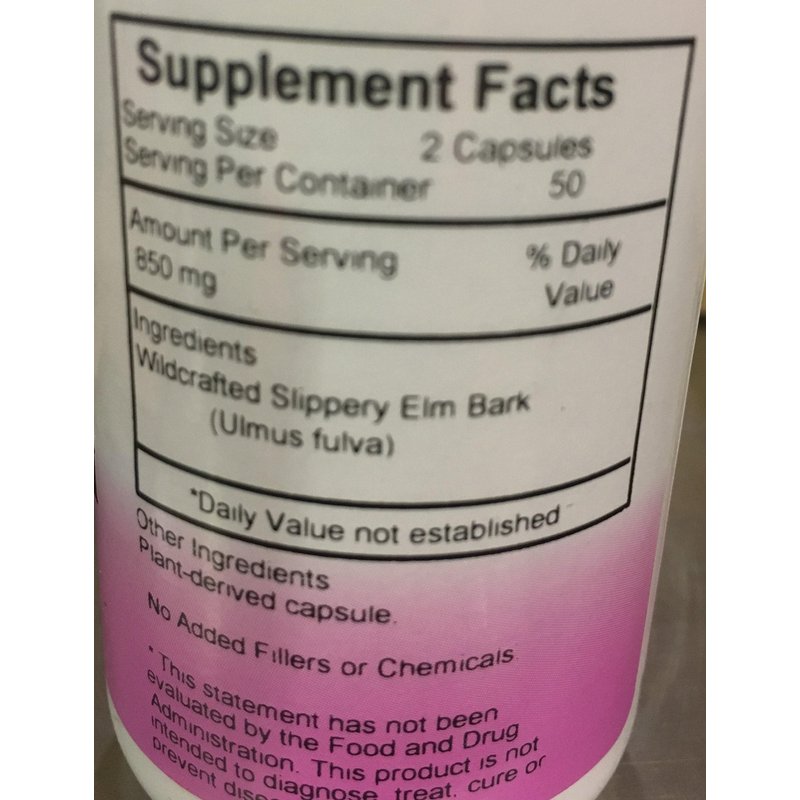 Supplement Facts
Serving Size 2 Capsules
Serving Per Container 50
Amount Per Serving % Daily
850 mg Value
Ingredients
Wildcrafted Slippery Elm Bark
(Ulmus fulva)
*Daily Value not established
Other Ingredients
Plant-derived capsule.
No Added Fillers or Chemicals
* This statement has not been
evaluated by the Food and Drug
Administration. This product is not
intended to diagnose, treat, cure or
prevent